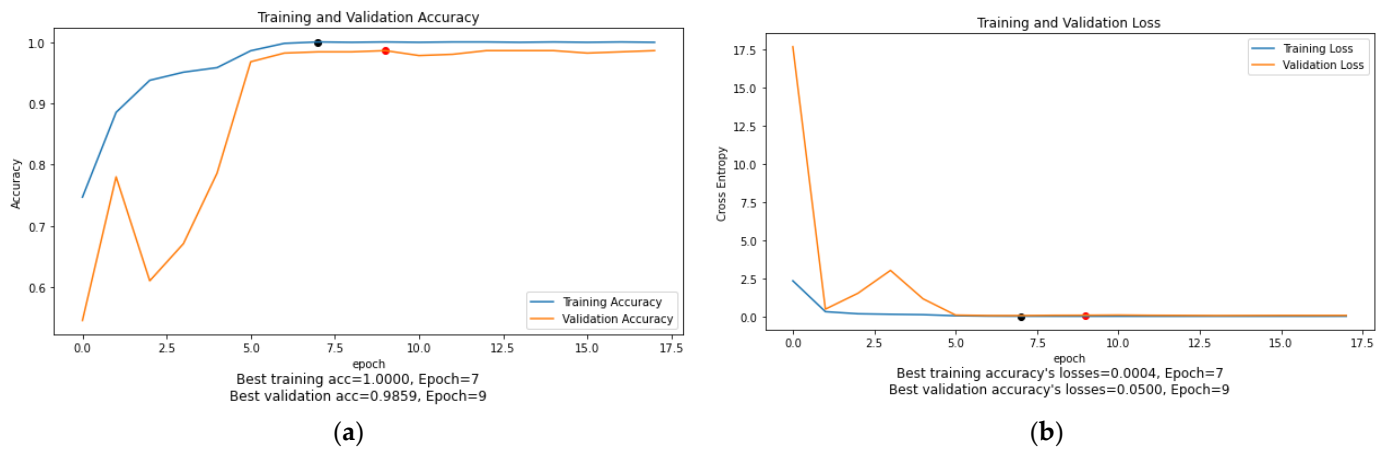 Training and Validation Accuracy
1.0
0.9
0.8
0.7
0.6
Accuracy
Training Accuracy
Validation Accuracy
0.0 2.5 5.0 7.5 10.0 12.5 15.0 17.5
epoch
Best training acc=1.0000, Epoch=7
Best validation acc=0.9859, Epoch=9
(a)
Training and Validation Loss
Training Loss
Validation Loss
17.5
15.0
12.5
10.0
7.5
5.0
2.5
0.0
Cross Entropy
0.0 2.5 5.0 7.5 10.0 12.5 15.0 17.5
epoch
Best training accuracy's losses=0.0004, Epoch=7
Best validation accuracy's losses=0.0500, Epoch=9
(b)